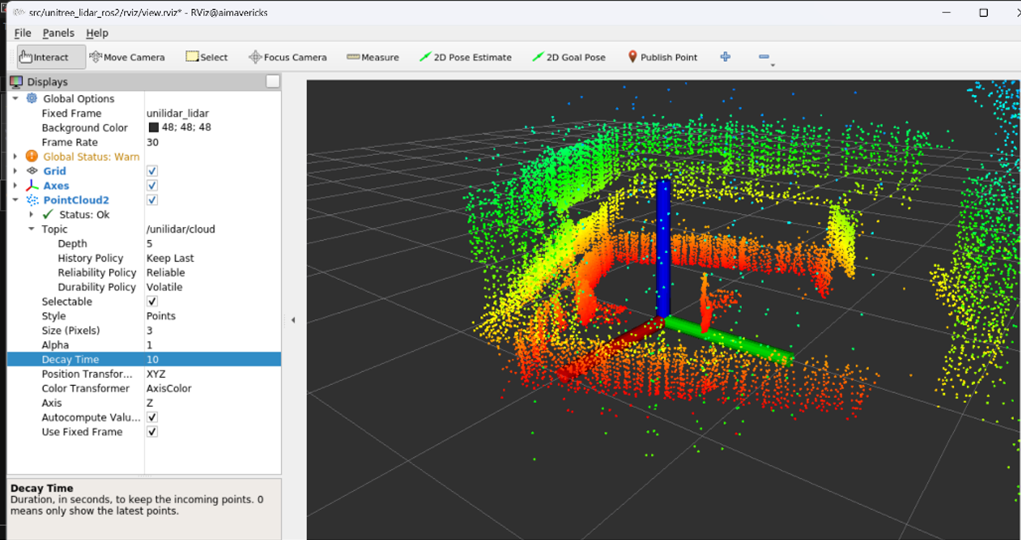 src/unitree_lidar_ros2/rviz/view.rviz* - RViz@aimavericks
File Panels Help
Interact Move Camera Select Focus Camera Measure 2D Pose Estimate 2D Goal Pose Publish Point
Displays
Global Options
Fixed Frame unilidar_lidar
Background Color 48; 48; 48
Frame Rate 30
Global Status: Warn
Grid
Axes
PointCloud2
Status: Ok
Topic /unilidar/cloud
Depth 5
History Policy Keep Last
Reliability Policy Reliable
Durability Policy Volatile
Selectable
Style Points
Size (Pixels) 3
Alpha 1
Decay Time 10
Position Transfor... XYZ
Color Transformer AxisColor
Axis Z
Autocompute Valu...
Use Fixed Frame
Decay Time
Duration, in seconds, to keep the incoming points. 0
means only show the latest points.